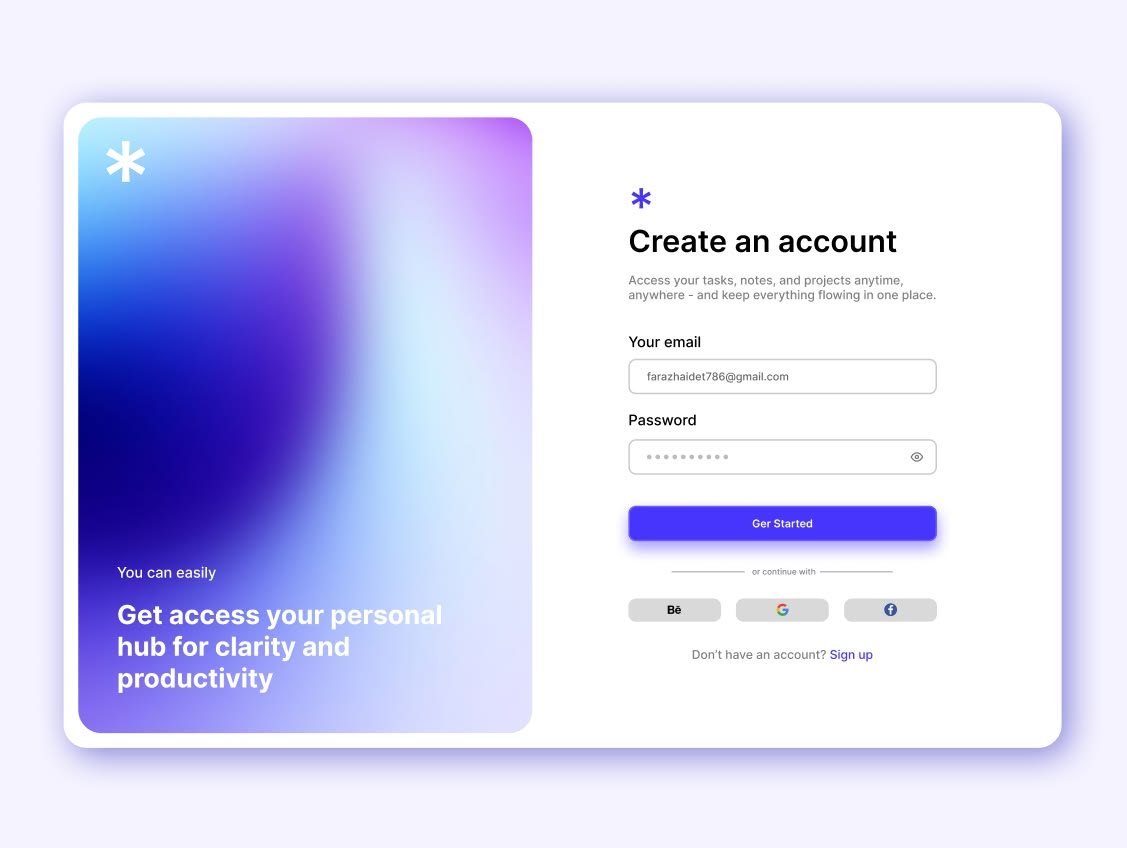 You can easily
Get access your personal
hub for clarity and
productivity
Create an account
Access your tasks, notes, and projects anytime,
anywhere - and keep everything flowing in one place.
Your email
farazhaidet786@gmail.com
Password
Ger Started
or continue with
Bē
Don't have an account? Sign up